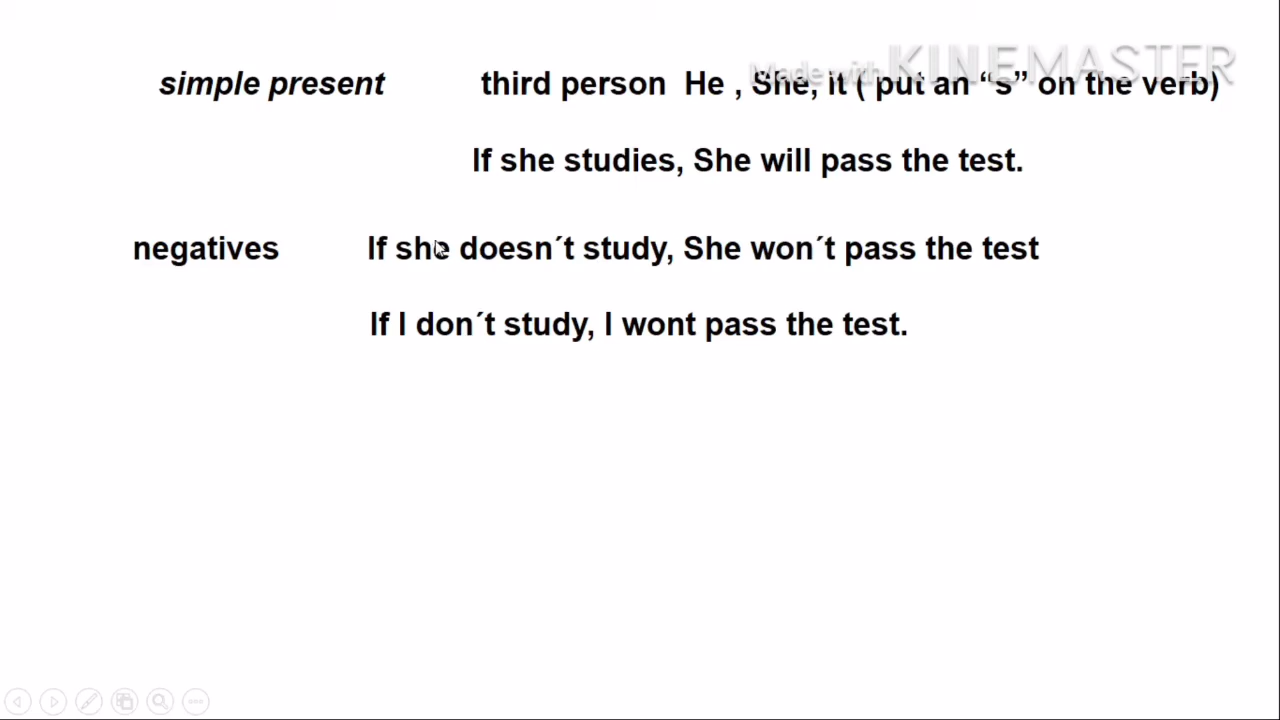 Made with KINEMASTER
simple present third person He , She, it ( put an “s” on the verb)
If she studies, She will pass the test.
negatives If she doesn´t study, She won´t pass the test
If I don´t study, I wont pass the test.